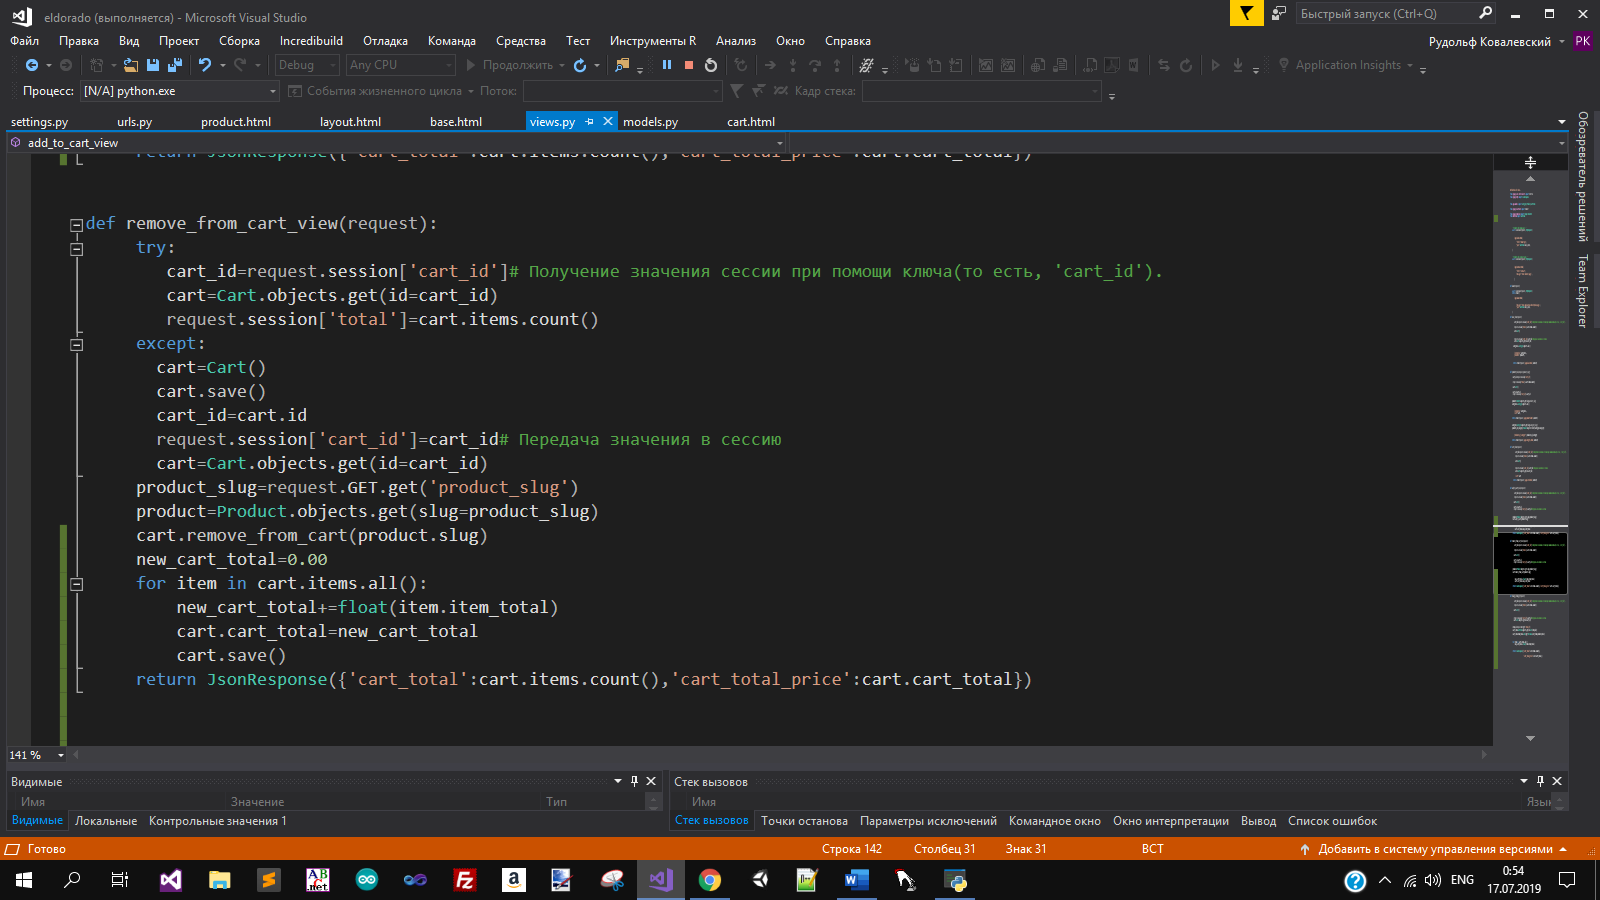 eldorado (выполняется) - Microsoft Visual Studio
Быстрый запуск (Ctrl+Q)
Файл Правка Вид Проект Сборка Incredibuild Отладка Команда Средства Тест Инструменты R Анализ Окно Справка
Рудольф Ковалевский РК
Debug Any CPU Продолжить Application Insights
Процесс: [N/A] python.exe События жизненного цикла Поток: Кадр стека:
settings.py urls.py product.html layout.html base.html views.py models.py cart.html
add_to_cart_view
return JsonResponse({'cart_total':cart.items.count(),'cart_total_price':cart.cart_total})
def remove_from_cart_view(request):
try:
cart_id=request.session['cart_id']# Получение значения сессии при помощи ключа(то есть, 'cart_id').
cart=Cart.objects.get(id=cart_id)
request.session['total']=cart.items.count()
except:
cart=Cart()
cart.save()
cart_id=cart.id
request.session['cart_id']=cart_id# Передача значения в сессию
cart=Cart.objects.get(id=cart_id)
product_slug=request.GET.get('product_slug')
product=Product.objects.get(slug=product_slug)
cart.remove_from_cart(product.slug)
new_cart_total=0.00
for item in cart.items.all():
new_cart_total+=float(item.item_total)
cart.cart_total=new_cart_total
cart.save()
return JsonResponse({'cart_total':cart.items.count(),'cart_total_price':cart.cart_total})
Обозреватель решений
Team Explorer
141 %
Видимые
Имя Значение Тип
Видимые Локальные Контрольные значения 1
Стек вызовов
Имя
Стек вызовов Точки останова Параметры исключений Командное окно Окно интерпретации Вывод Список ошибок
Готово Строка 142 Столбец 31 Знак 31 ВСТ Добавить в систему управления версиями
ENG
0:54
17.07.2019